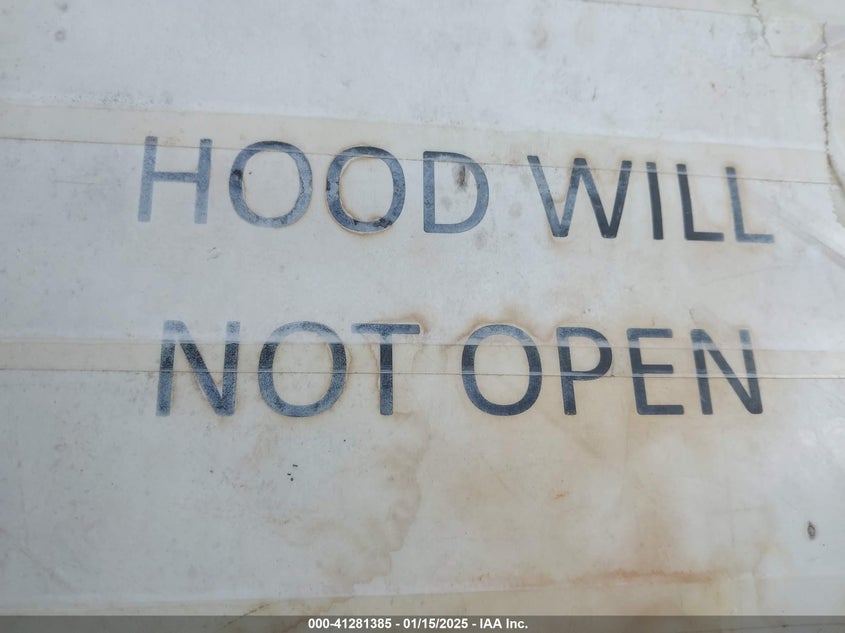 HOOD WILL
NOT OPEN
000-41281385 - 01/15/2025 - IAA Inc.